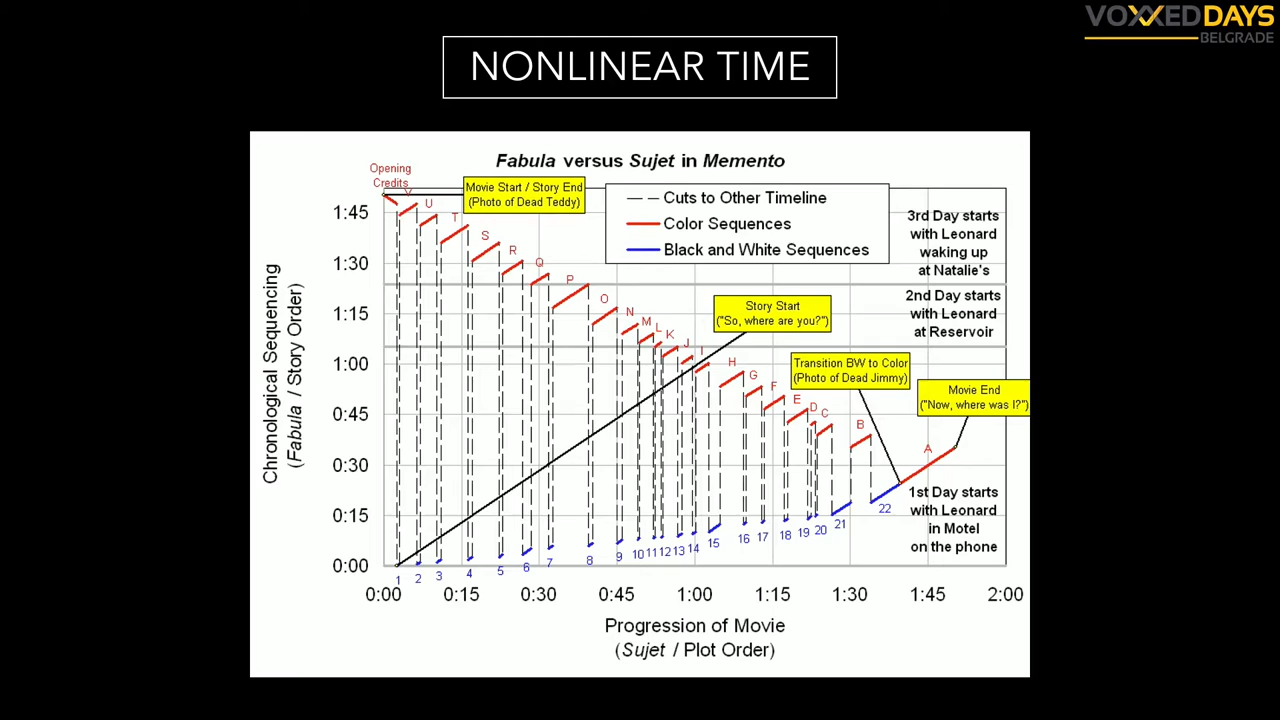 VOXXEDDAYS
BELGRADE
NONLINEAR TIME
Fabula versus Sujet in Memento
Opening
Credits
Movie Start / Story End
(Photo of Dead Teddy)
Cuts to Other Timeline
Color Sequences
Black and White Sequences
3rd Day starts
with Leonard
waking up
at Natalie's
2nd Day starts
with Leonard
at Reservoir
Story Start
("So, where are you?")
Transition BW to Color
(Photo of Dead Jimmy)
Movie End
("Now, where was I?")
1st Day starts
with Leonard
in Motel
on the phone
Chronological Sequencing
(Fabula / Story Order)
1:45
1:30
1:15
1:00
0:45
0:30
0:15
0:00
V U T S R Q P O N M L K J I H G F E D C B A
1 2 3 4 5 6 7 8 9 10 11 12 13 14 15 16 17 18 19 20 21 22
0:00 0:15 0:30 0:45 1:00 1:15 1:30 1:45 2:00
Progression of Movie
(Sujet / Plot Order)